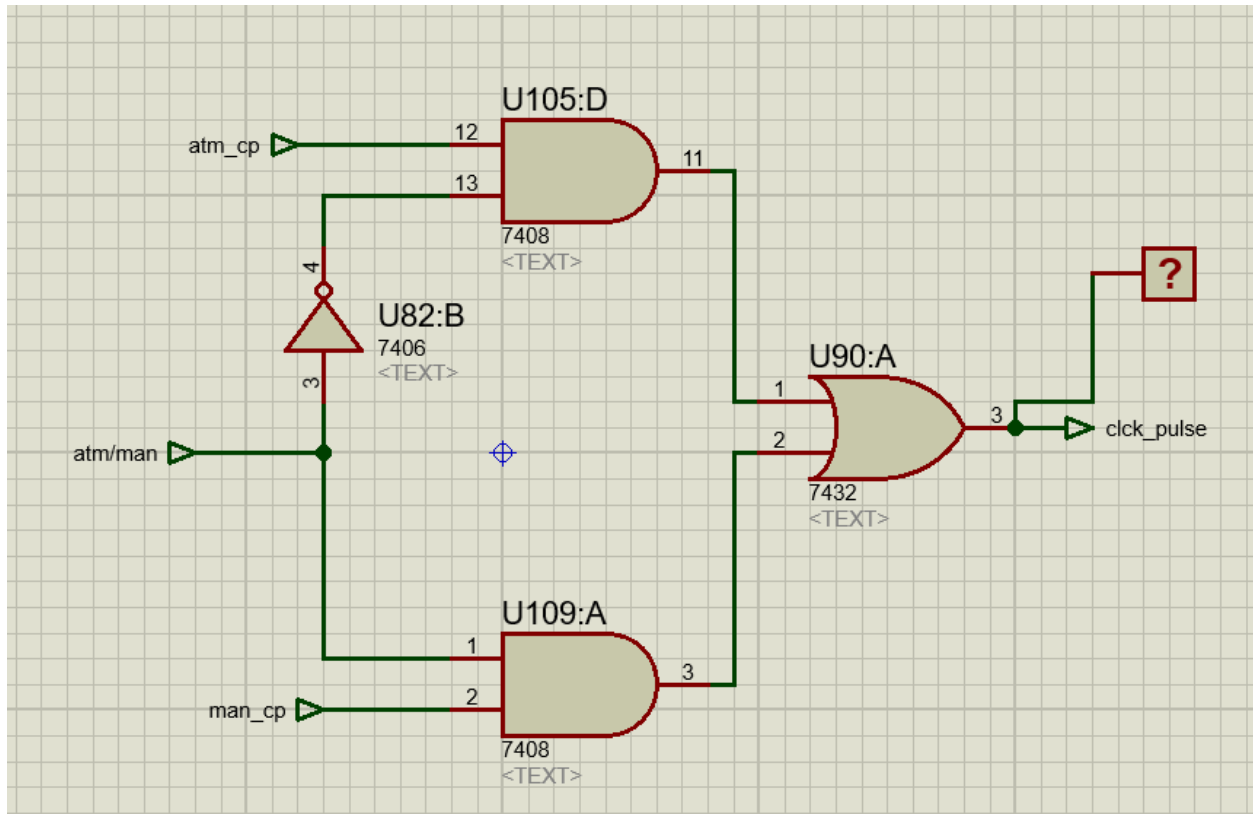 U105:D
atm_cp
12
11
13
7408
<TEXT>
4
?
U82:B
7406
<TEXT>
3
U90:A
1
3
clck_pulse
atm/man
2
7432
<TEXT>
U109:A
1
3
man_cp
2
7408
<TEXT>